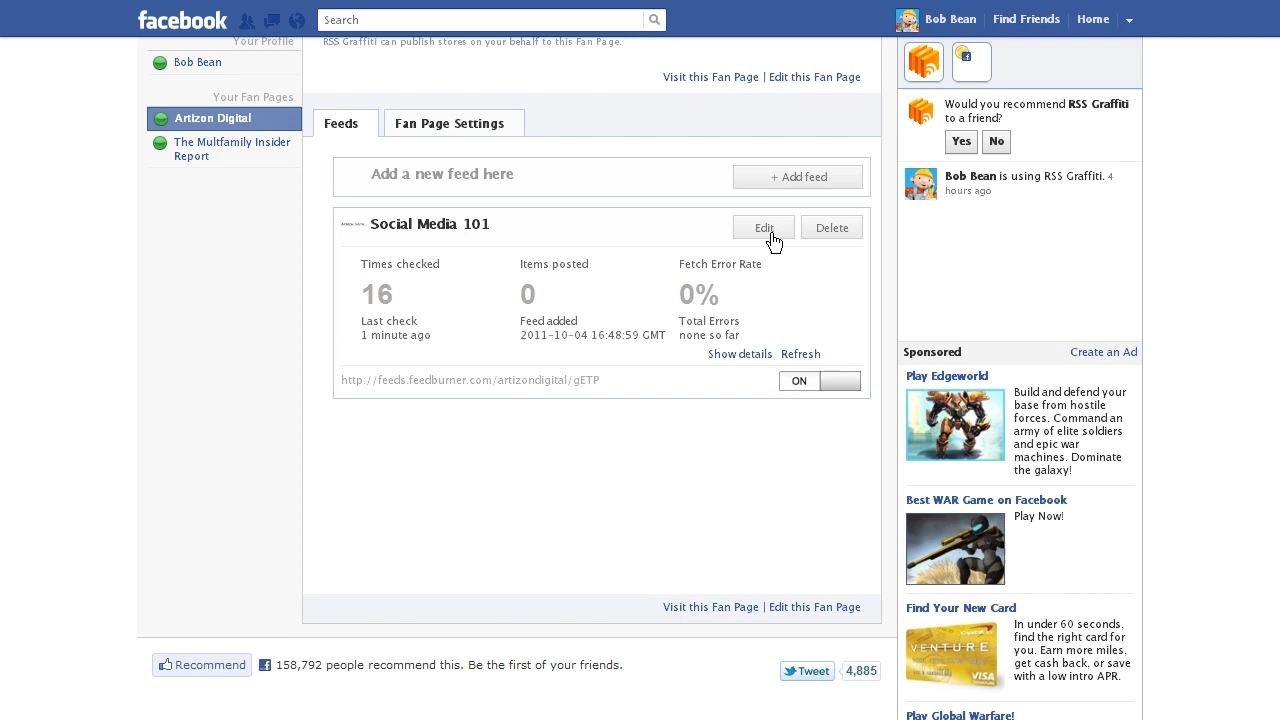 facebook
Search
Bob Bean
Find Friends
Home
Your Profile
Bob Bean
Your Fan Pages
Artizon Digital
The Multfamily Insider
Report
RSS Graffiti can publish stores on your behalf to this Fan Page.
Visit this Fan Page | Edit this Fan Page
Feeds
Fan Page Settings
Add a new feed here
+ Add feed
Social Media 101
Edit
Delete
Times checked
Items posted
Fetch Error Rate
16
0
0%
Last check
Feed added
Total Errors
1 minute ago
2011-10-04 16:48:59 GMT
none so far
Show details
Refresh
http://feeds.feedburner.com/artizondigital/gETP
ON
Visit this Fan Page | Edit this Fan Page
Recommend
158,792 people recommend this. Be the first of your friends.
Tweet
4,885
Would you recommend RSS Graffiti
to a friend?
Yes
No
Bob Bean is using RSS Graffiti. 4
hours ago
Sponsored
Create an Ad
Play Edgeworld
Build and defend your
base from hostile
forces. Command an
army of elite soldiers
and epic war
machines. Dominate
the galaxy!
Best WAR Game on Facebook
Play Now!
Find Your New Card
VENTURE
VISA
In under 60 seconds,
find the right card for
you. Earn more miles,
get cash back, or save
with a low intro APR.
Play Global Warfare!